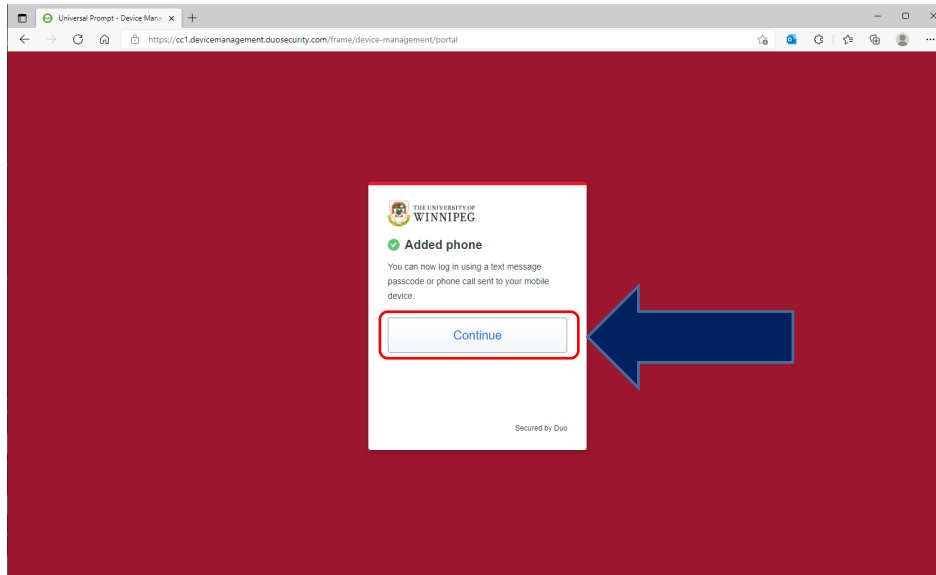 Universal Prompt - Device Mana
https://cc1.devicemanagement.duosecurity.com/frame/device-management/portal
THE UNIVERSITY OF
WINNIPEG
Added phone
You can now log in using a text message
passcode or phone call sent to your mobile
device.
Continue
Secured by Duo